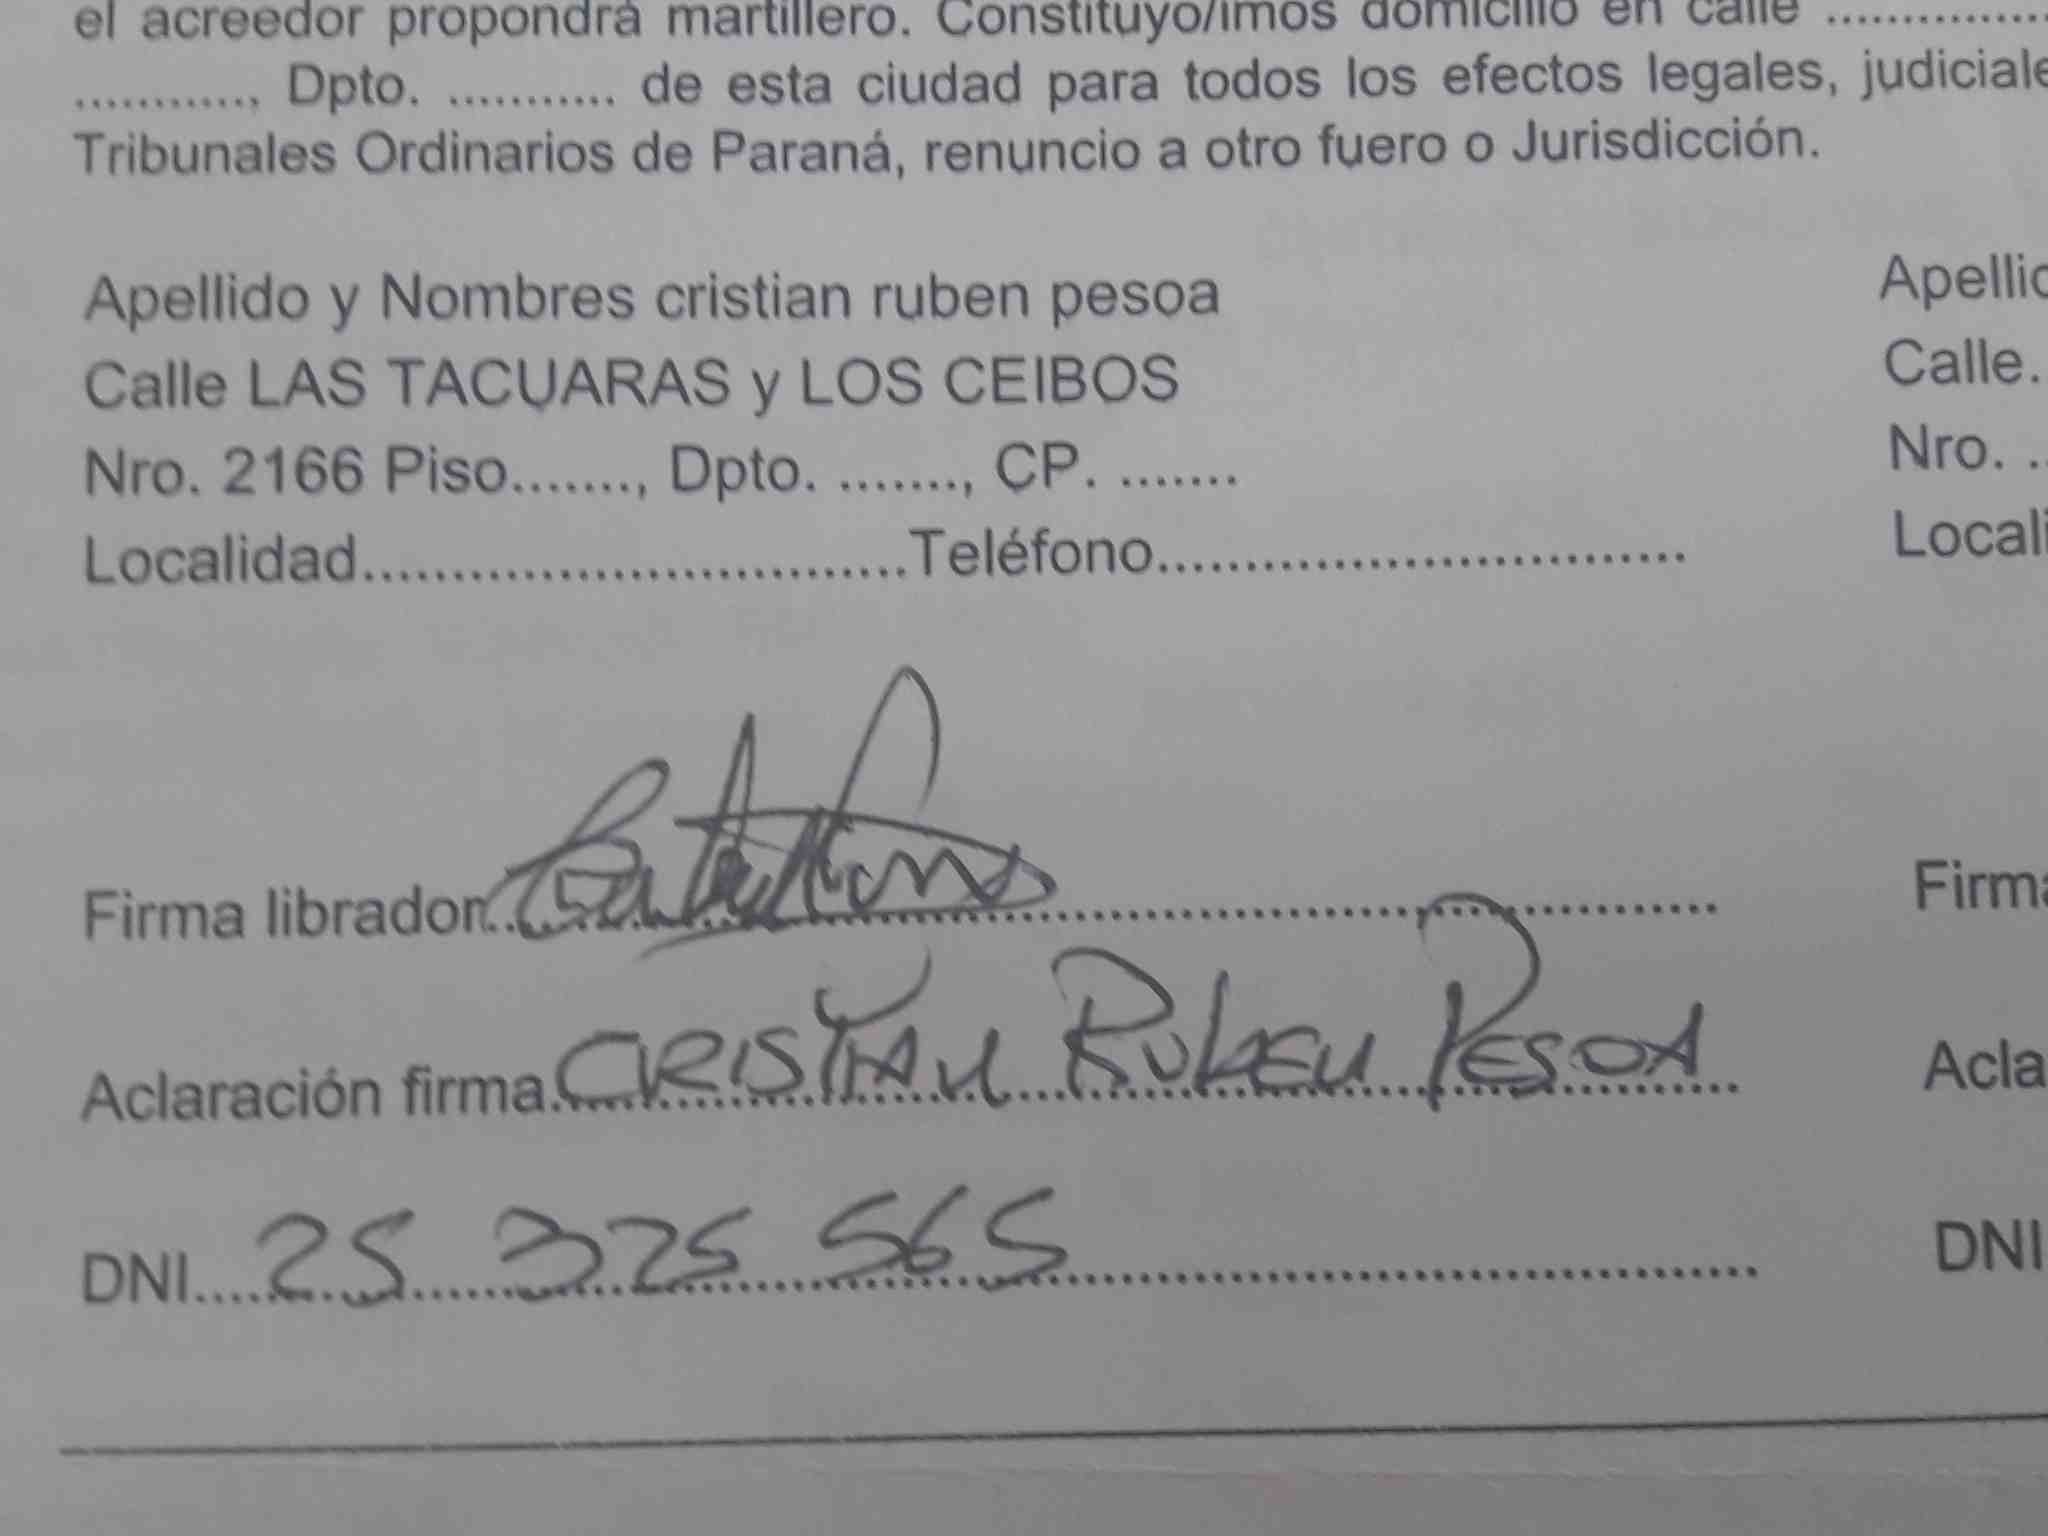 el acreedor propondrá martillero. Constituyo/imos domicilio en calle ................
............, Dpto. ........... de esta ciudad para todos los efectos legales, judiciale
Tribunales Ordinarios de Paraná, renuncio a otro fuero o Jurisdicción.
Apellido y Nombres cristian ruben pesoa
Calle LAS TACUARAS y LOS CEIBOS
Nro. 2166 Piso......., Dpto. ......., CP. .......
Localidad...............................Teléfono..............................
Firma librador
Aclaración firma CRISTIAN RUBEN PESOA
DNI 25 325 565
Apellid
Calle.
Nro. ..
Locali
Firma
Acla
DNI